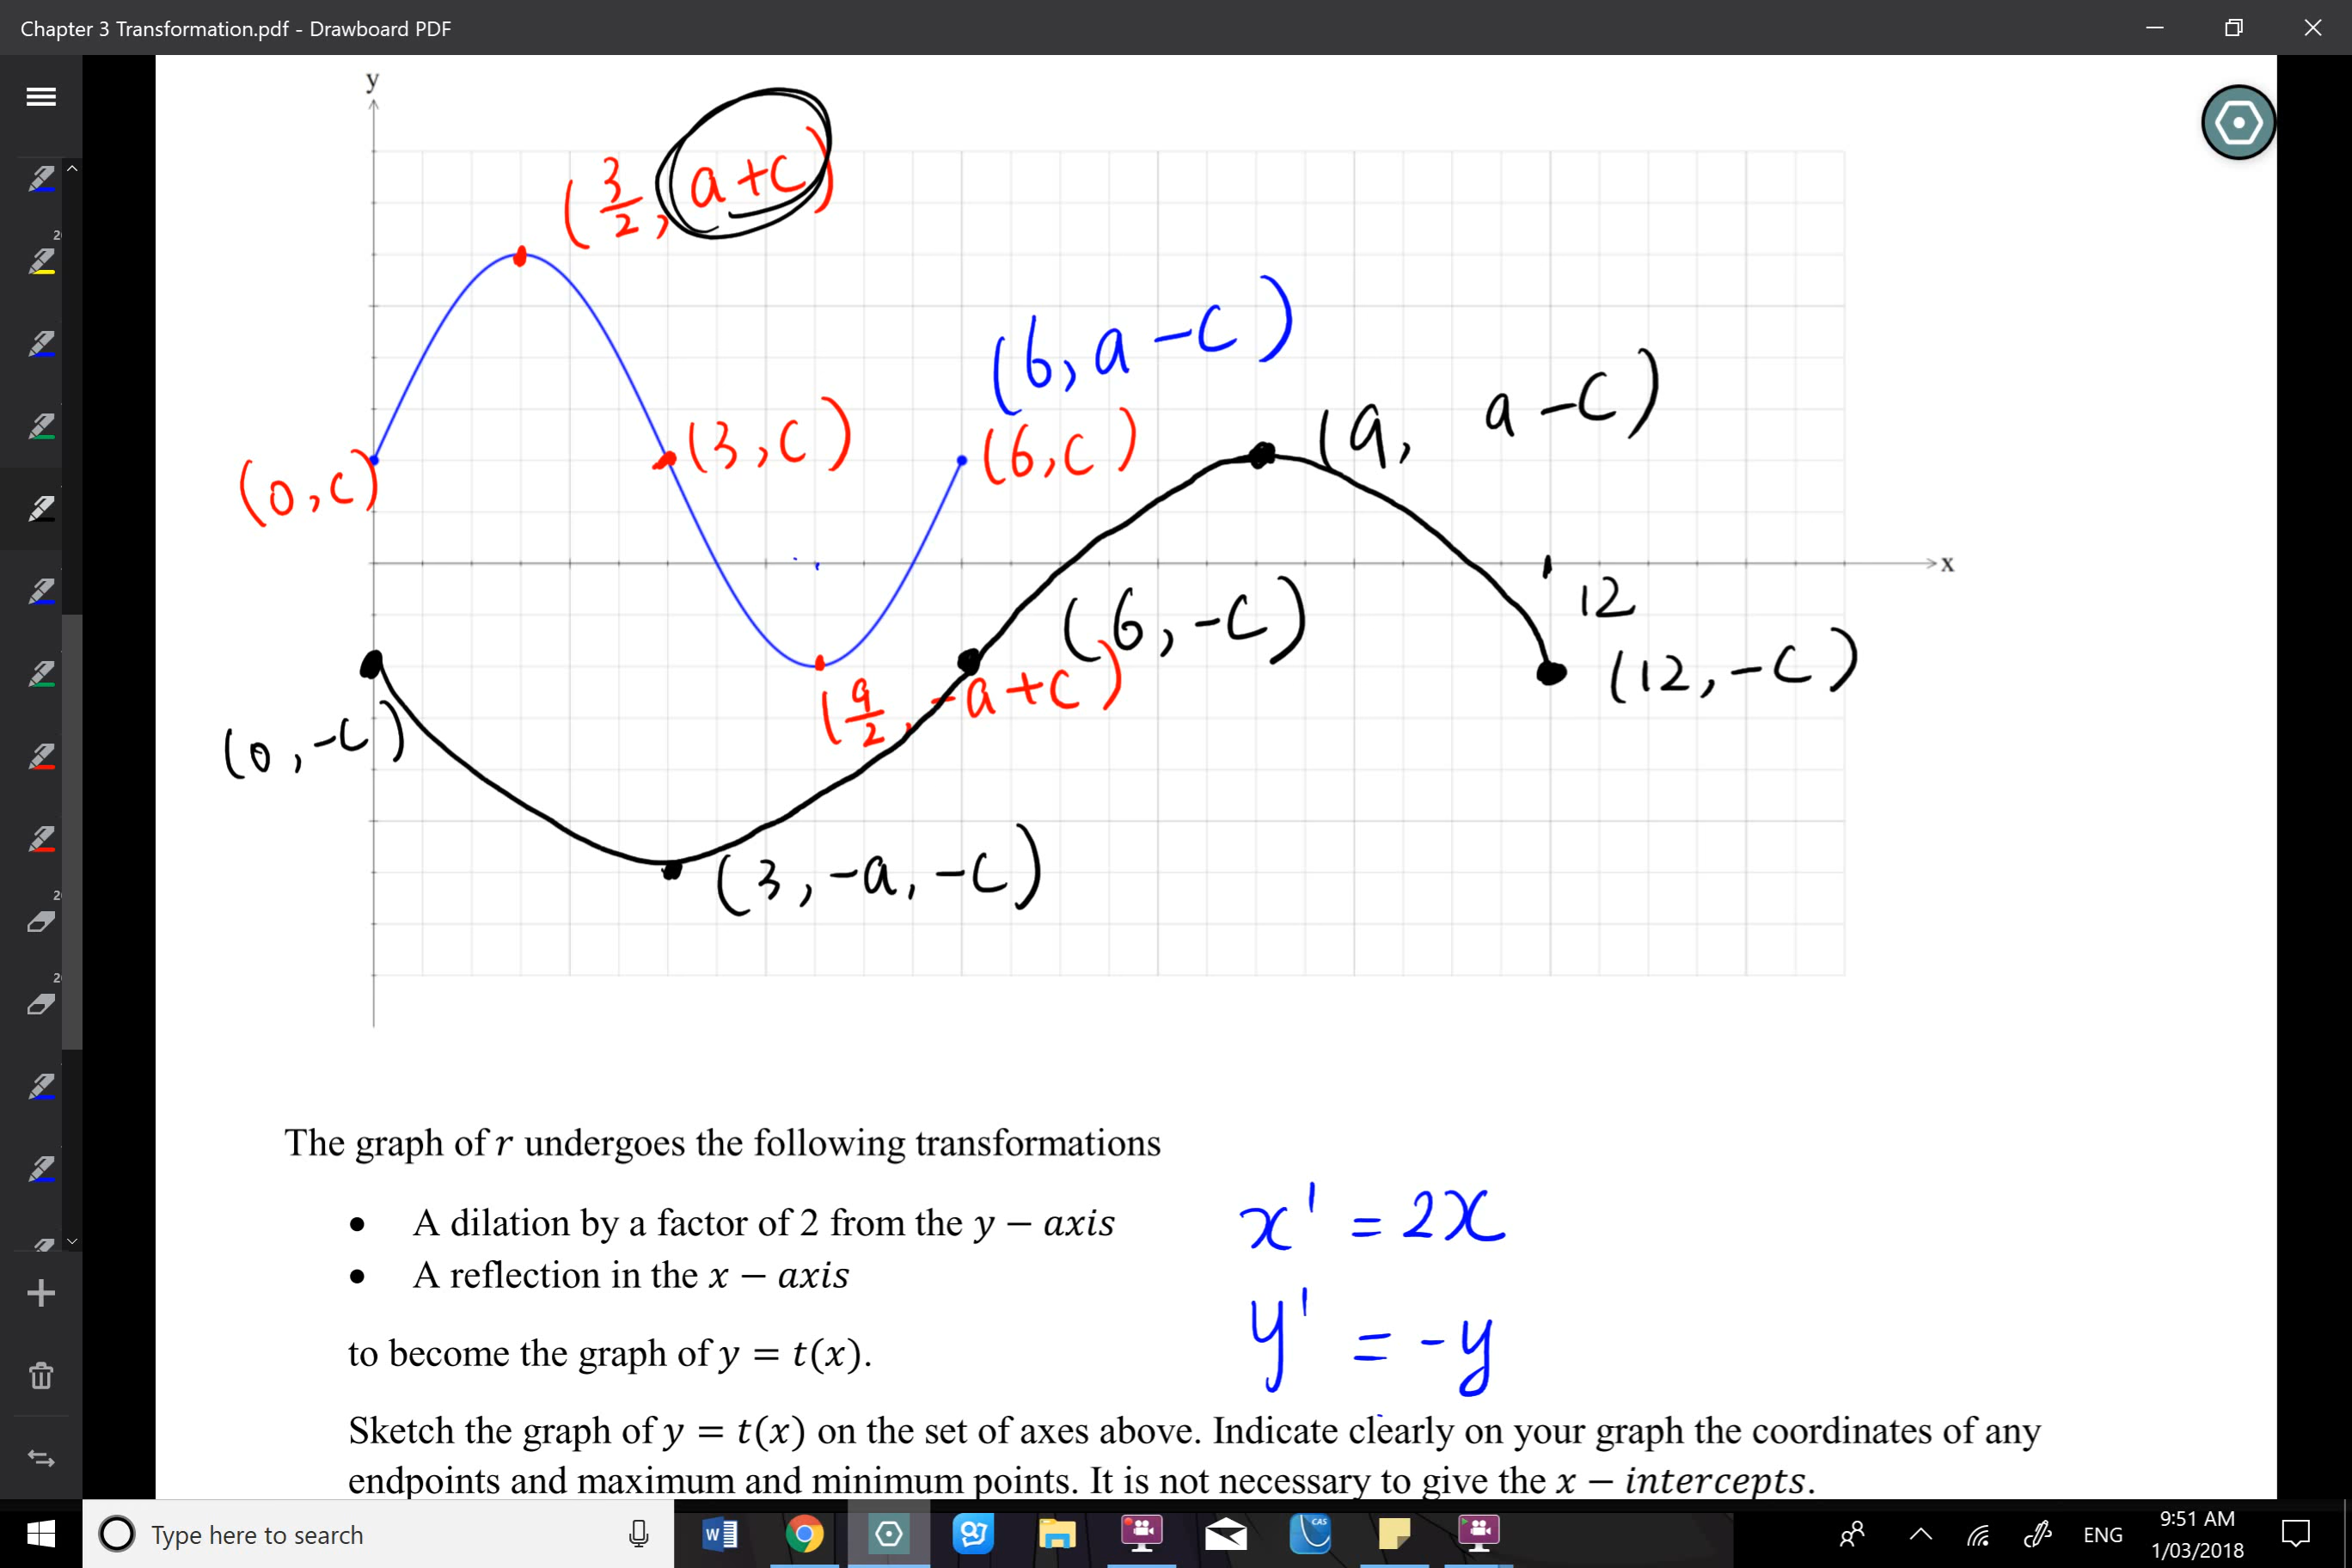 Chapter 3 Transformation.pdf - Drawboard PDF
y
(3/2, a+c)
(6, a-c)
(9, a-c)
(0, c)
(3, c)
(6, c)
x
12
(6, -c)
(12, -c)
(9/2, -a+c)
(0, -c)
(3, -a, -c)
The graph of r undergoes the following transformations
• A dilation by a factor of 2 from the y − axis
x' = 2x
• A reflection in the x − axis
y' = -y
to become the graph of y = t(x).
Sketch the graph of y = t(x) on the set of axes above. Indicate clearly on your graph the coordinates of any
endpoints and maximum and minimum points. It is not necessary to give the x − intercepts.
Type here to search
CAS
ENG
9:51 AM
1/03/2018